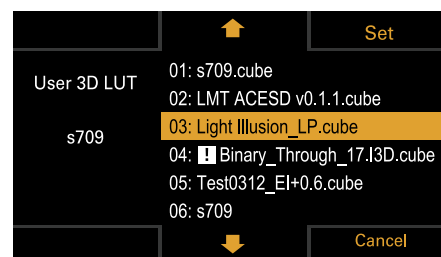 Set
User 3D LUT
s709
01: s709.cube
02: LMT ACESD v0.1.1.cube
03: Light Illusion_LP.cube
04: ! Binary_Through_17.l3D.cube
05: Test0312_EI+0.6.cube
06: s709
Cancel